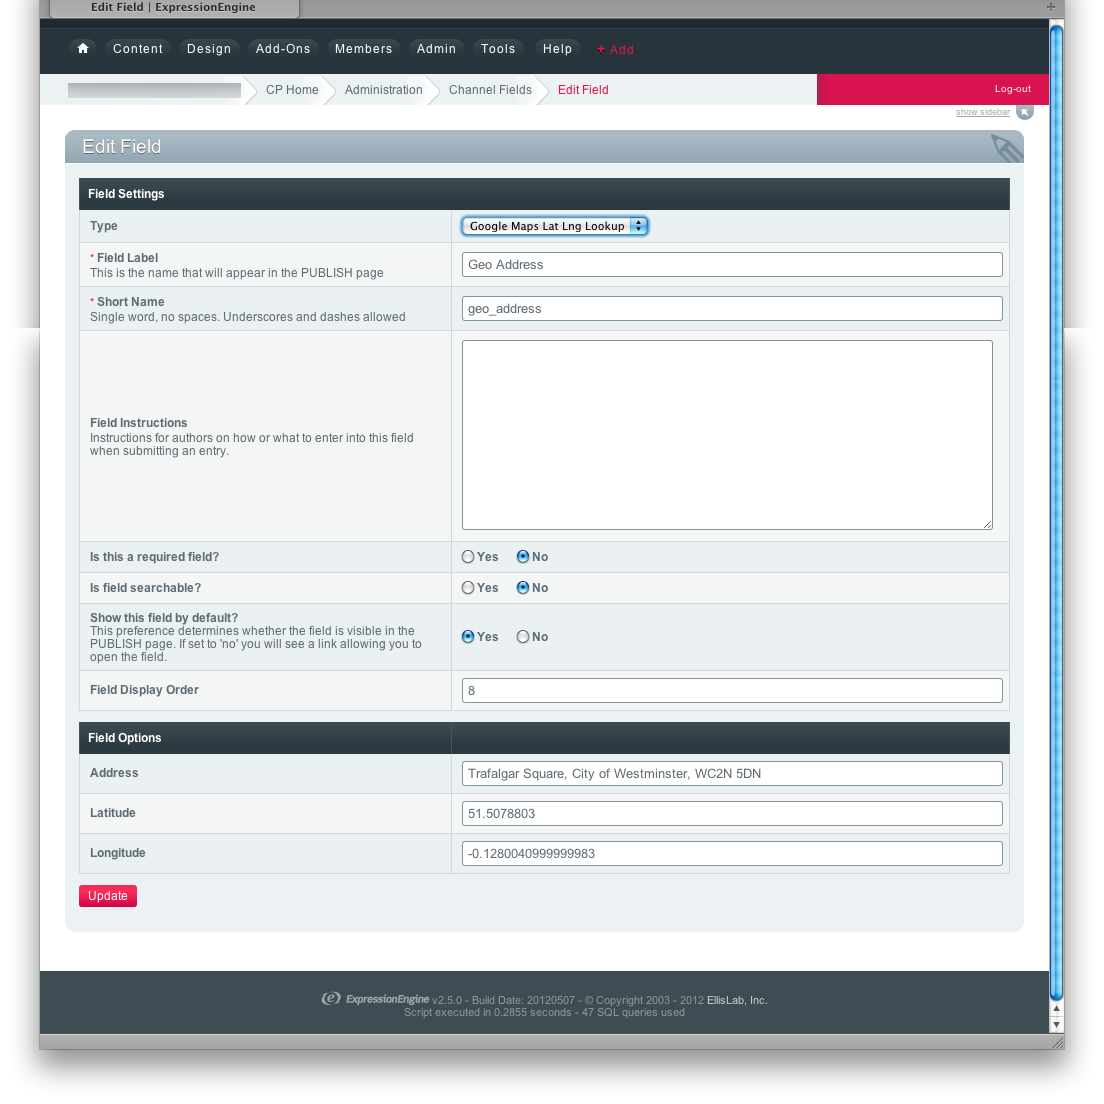 Edit Field | ExpressionEngine
Content Design Add-Ons Members Admin Tools Help + Add
CP Home Administration Channel Fields Edit Field Log-out
show sidebar
Edit Field
Field Settings
Type Google Maps Lat Lng Lookup
* Field Label
This is the name that will appear in the PUBLISH page
Geo Address
* Short Name
Single word, no spaces. Underscores and dashes allowed
geo_address
Field Instructions
Instructions for authors on how or what to enter into this field
when submitting an entry.
Is this a required field? Yes No
Is field searchable? Yes No
Show this field by default?
This preference determines whether the field is visible in the
PUBLISH page. If set to 'no' you will see a link allowing you to
open the field.
Yes No
Field Display Order 8
Field Options
Address Trafalgar Square, City of Westminster, WC2N 5DN
Latitude 51.5078803
Longitude -0.1280040999999983
Update
ExpressionEngine v2.5.0 - Build Date: 20120507 - © Copyright 2003 - 2012 EllisLab, Inc.
Script executed in 0.2855 seconds - 47 SQL queries used